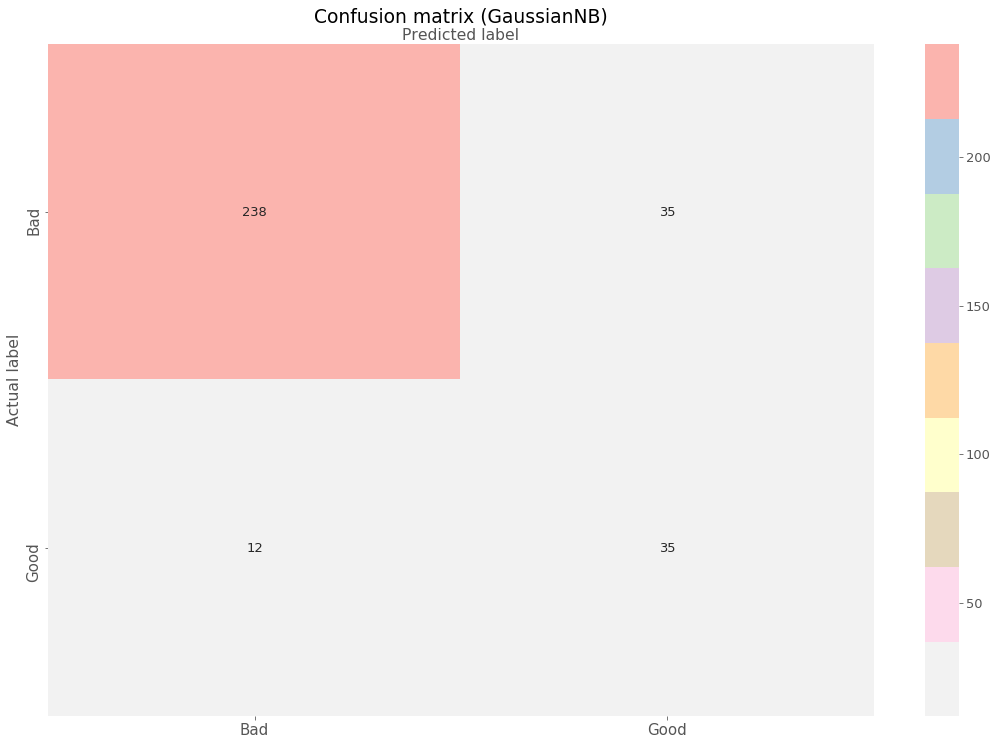 Confusion matrix (GaussianNB)
Predicted label
Actual label
Bad
238
35
Good
12
35
Bad
Good
200
150
100
50